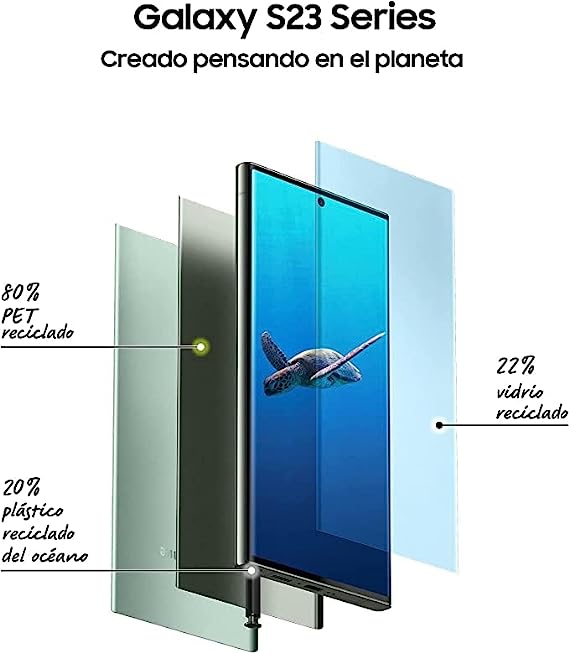 Galaxy S23 Series
Creado pensando en el planeta
80%
PET
reciclado
22%
vidrio
reciclado
20%
plástico
reciclado
del océano